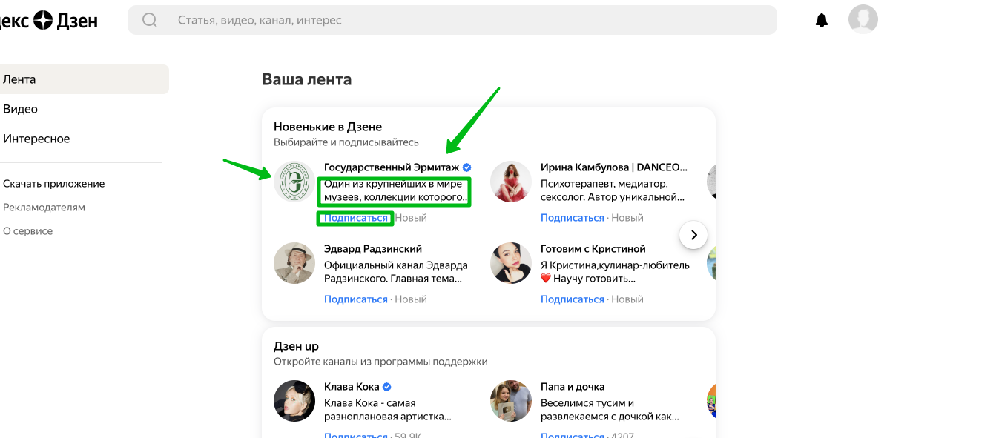 екс Дзен
Статья, видео, канал, интерес
Лента
Видео
Интересное
Скачать приложение
Рекламодателям
О сервисе
Ваша лента
Новенькие в Дзене
Выбирайте и подписывайтесь
Государственный Эрмитаж
Один из крупнейших в мире
музеев, коллекции которого...
Подписаться Новый
Ирина Камбулова | DANCEO...
Психотерапевт, медиатор,
сексолог. Автор уникальной...
Подписаться · Новый
Эдвард Радзинский
Официальный канал Эдварда
Радзинского. Главная тема...
Подписаться · Новый
Готовим с Кристиной
Я Кристина,кулинар-любитель
❤️ Научу готовить...
Подписаться · Новый
Дзен up
Откройте каналы из программы поддержки
Клава Кока
Клава Кока - самая
разноплановая артистка...
Подписаться · 59,9K
Папа и дочка
Веселимся тусим и
развлекаемся с дочкой как...
Подписаться · 4207